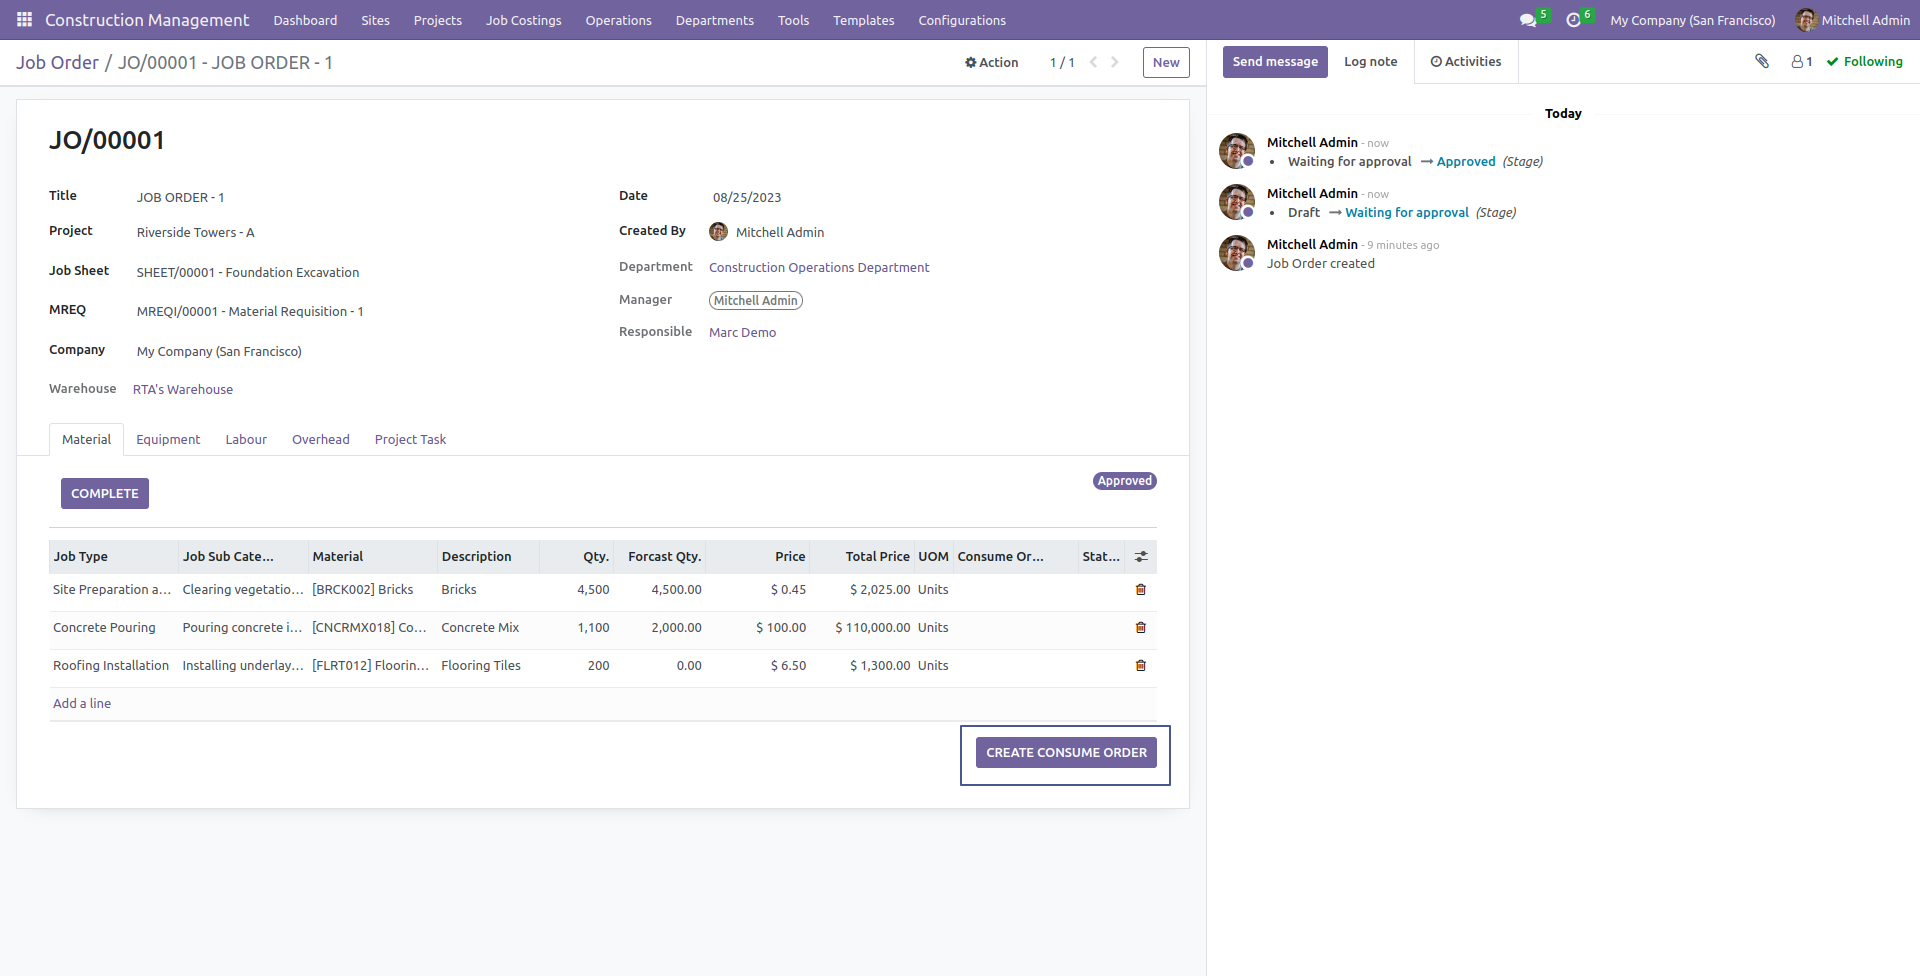 Construction Management Dashboard Sites Projects Job Costings Operations Departments Tools Templates Configurations 5 6 My Company (San Francisco) Mitchell Admin
Job Order / JO/00001 - JOB ORDER - 1 Action 1 / 1 New
Send message Log note Activities 1 Following
JO/00001
Title JOB ORDER - 1
Project Riverside Towers - A
Job Sheet SHEET/00001 - Foundation Excavation
MREQ MREQI/00001 - Material Requisition - 1
Company My Company (San Francisco)
Warehouse RTA's Warehouse
Date 08/25/2023
Created By Mitchell Admin
Department Construction Operations Department
Manager Mitchell Admin
Responsible Marc Demo
Material Equipment Labour Overhead Project Task
COMPLETE Approved
Job Type Job Sub Cate... Material Description Qty. Forcast Qty. Price Total Price UOM Consume Or... Stat...
Site Preparation a... Clearing vegetatio... [BRCK002] Bricks Bricks 4,500 4,500.00 $ 0.45 $ 2,025.00 Units
Concrete Pouring Pouring concrete i... [CNCRMX018] Co... Concrete Mix 1,100 2,000.00 $ 100.00 $ 110,000.00 Units
Roofing Installation Installing underlay... [FLRT012] Floorin... Flooring Tiles 200 0.00 $ 6.50 $ 1,300.00 Units
Add a line
CREATE CONSUME ORDER
Today
Mitchell Admin - now
• Waiting for approval → Approved (Stage)
Mitchell Admin - now
• Draft → Waiting for approval (Stage)
Mitchell Admin - 9 minutes ago
Job Order created